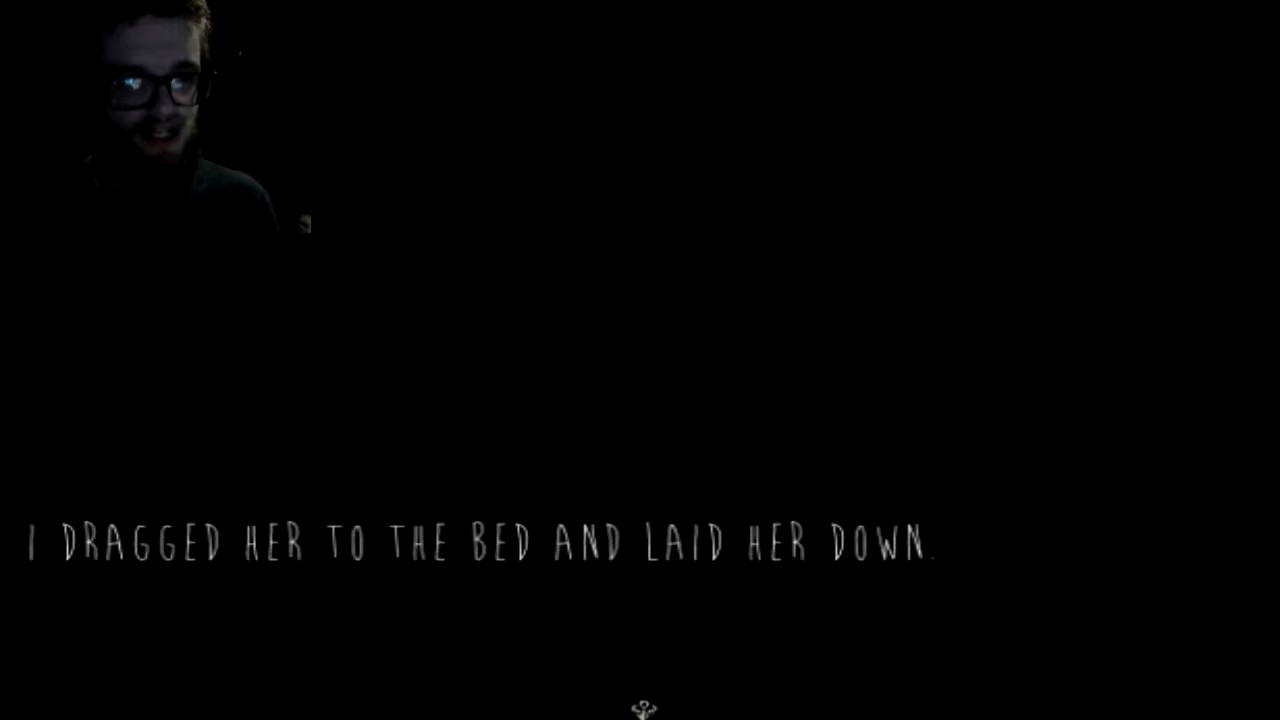 I DRAGGED HER TO THE BED AND LAID HER DOWN.